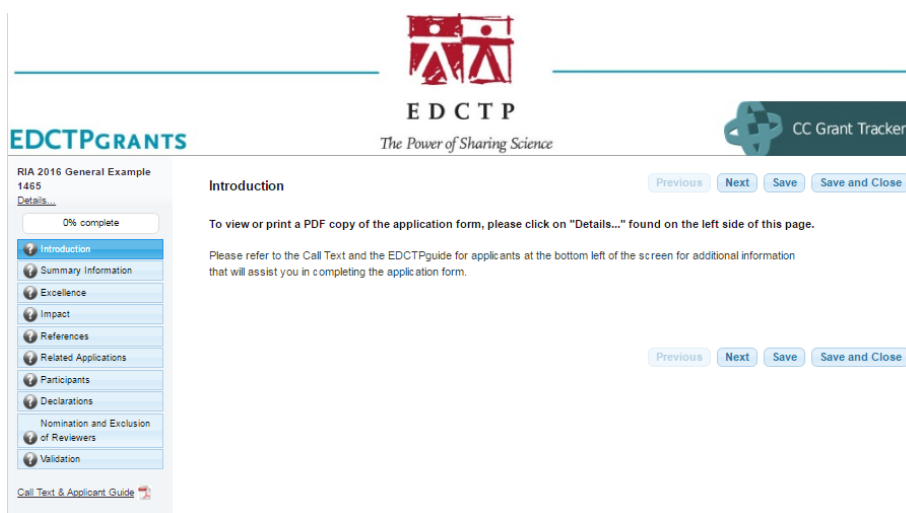 EDCTP
The Power of Sharing Science
EDCTPGRANTS
CC Grant Tracker
RIA 2016 General Example
1465
Details...
0% complete
Introduction
Summary Information
Excellence
Impact
References
Related Applications
Participants
Declarations
Nomination and Exclusion
of Reviewers
Validation
Call Text & Applicant Guide
Introduction
Previous Next Save Save and Close
To view or print a PDF copy of the application form, please click on "Details..." found on the left side of this page.
Please refer to the Call Text and the EDCTPguide for applicants at the bottom left of the screen for additional information
that will assist you in completing the application form.
Previous Next Save Save and Close